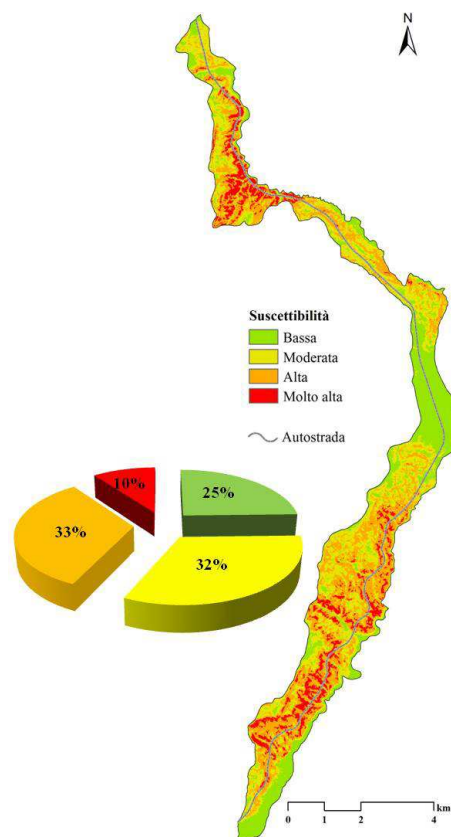 N
Suscettibilità
Bassa
Moderata
Alta
Molto alta
Autostrada
10%
25%
33%
32%
km
0 1 2 4